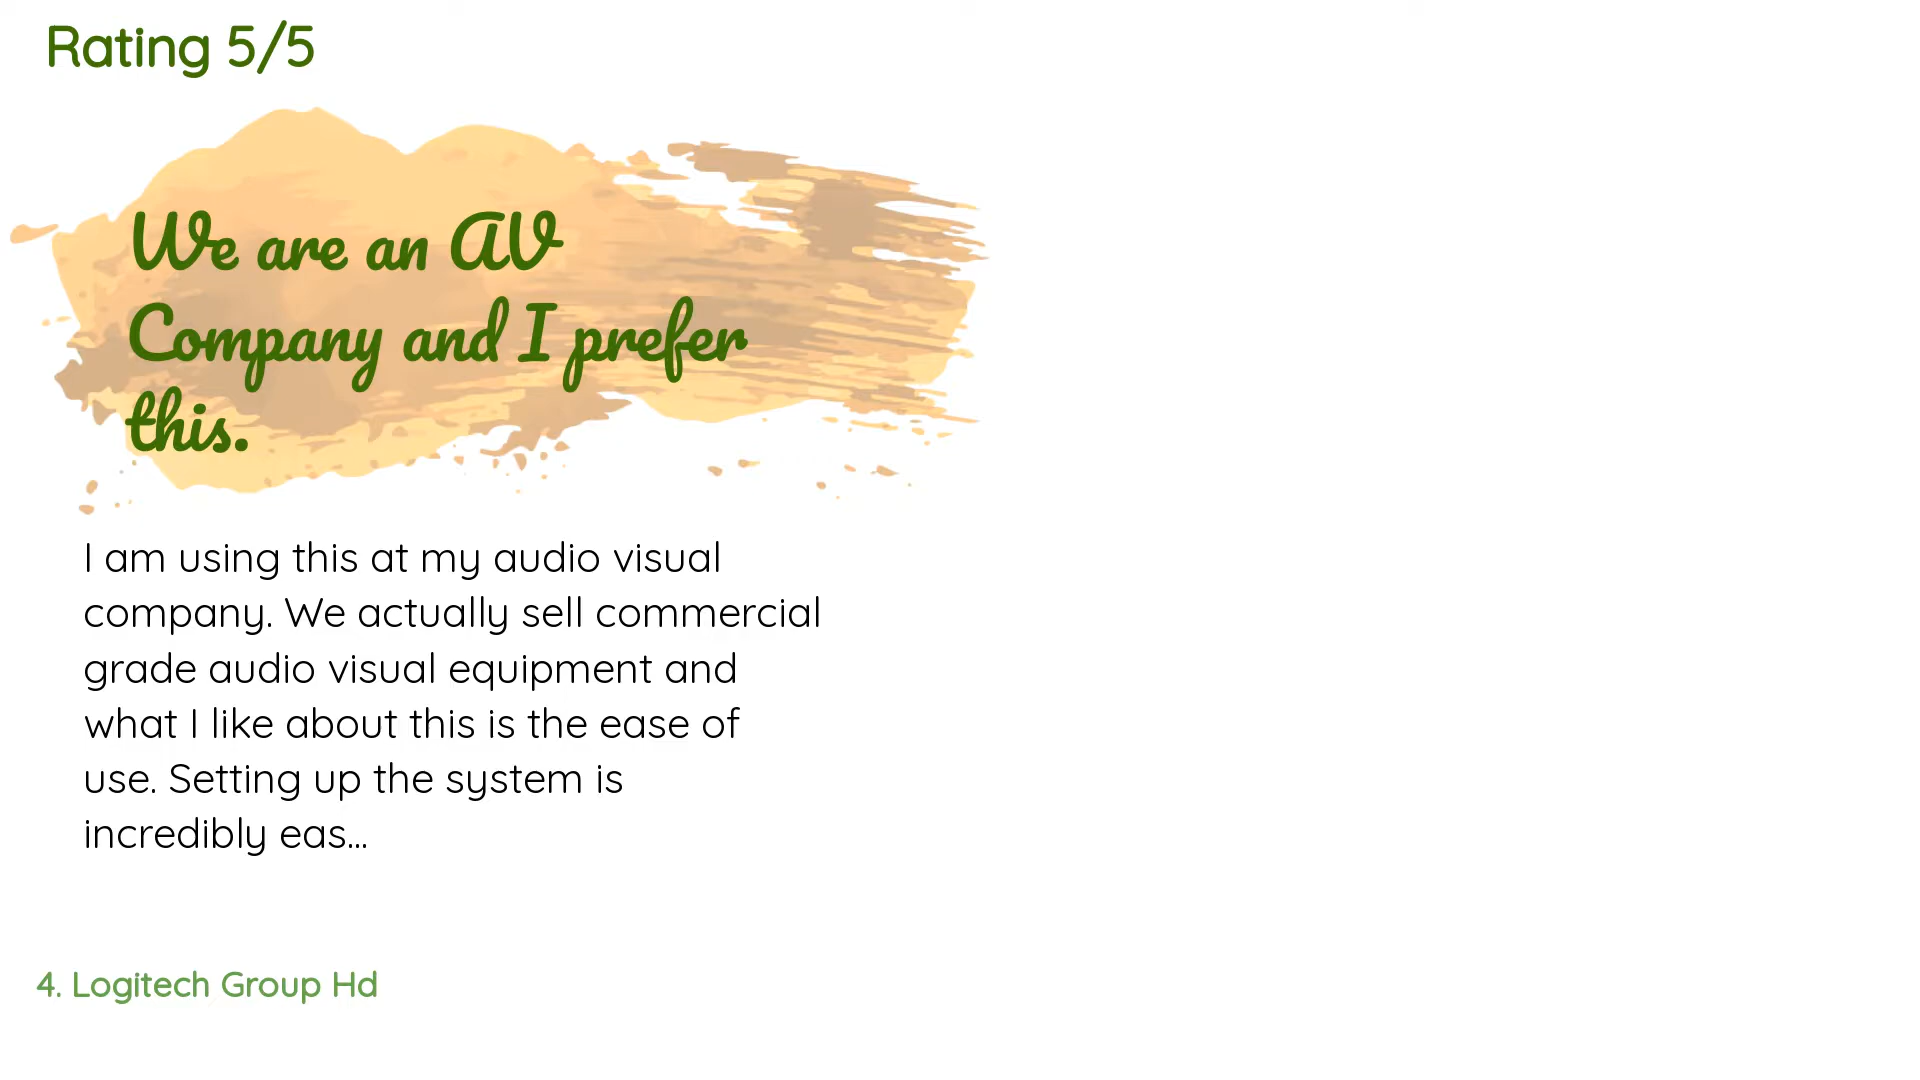 Rating 5/5
We are an AV
Company and I prefer
this.
I am using this at my audio visual
company. We actually sell commercial
grade audio visual equipment and
what I like about this is the ease of
use. Setting up the system is
incredibly eas...
4. Logitech Group Hd